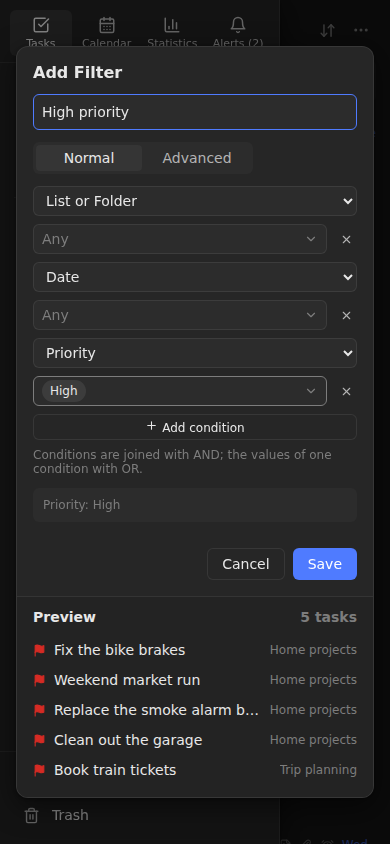 Tasks Calendar Statistics Alerts (2)
Add Filter
High priority
Normal Advanced
List or Folder
Any ×
Date
Any ×
Priority
High ×
+ Add condition
Conditions are joined with AND; the values of one
condition with OR.
Priority: High
Cancel Save
Preview 5 tasks
Fix the bike brakes Home projects
Weekend market run Home projects
Replace the smoke alarm b... Home projects
Clean out the garage Home projects
Book train tickets Trip planning
Trash